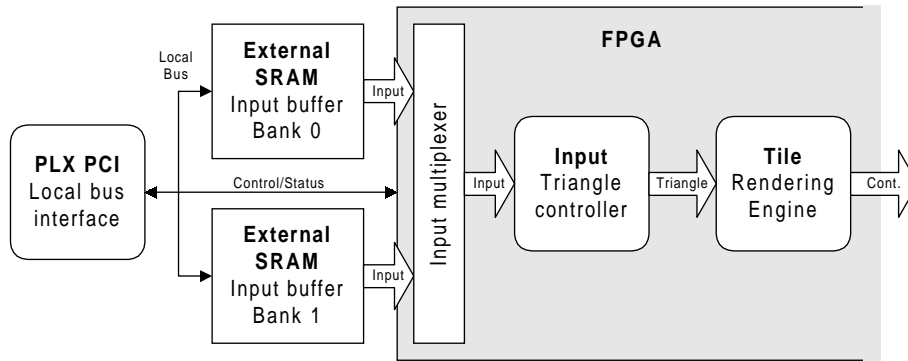 FPGA
Local
Bus
External
SRAM
Input buffer
Bank 0
Input
PLX PCI
Local bus
interface
Control/Status
Input multiplexer
Input
Input
Triangle
controller
Triangle
Tile
Rendering
Engine
Cont.
External
SRAM
Input buffer
Bank 1
Input